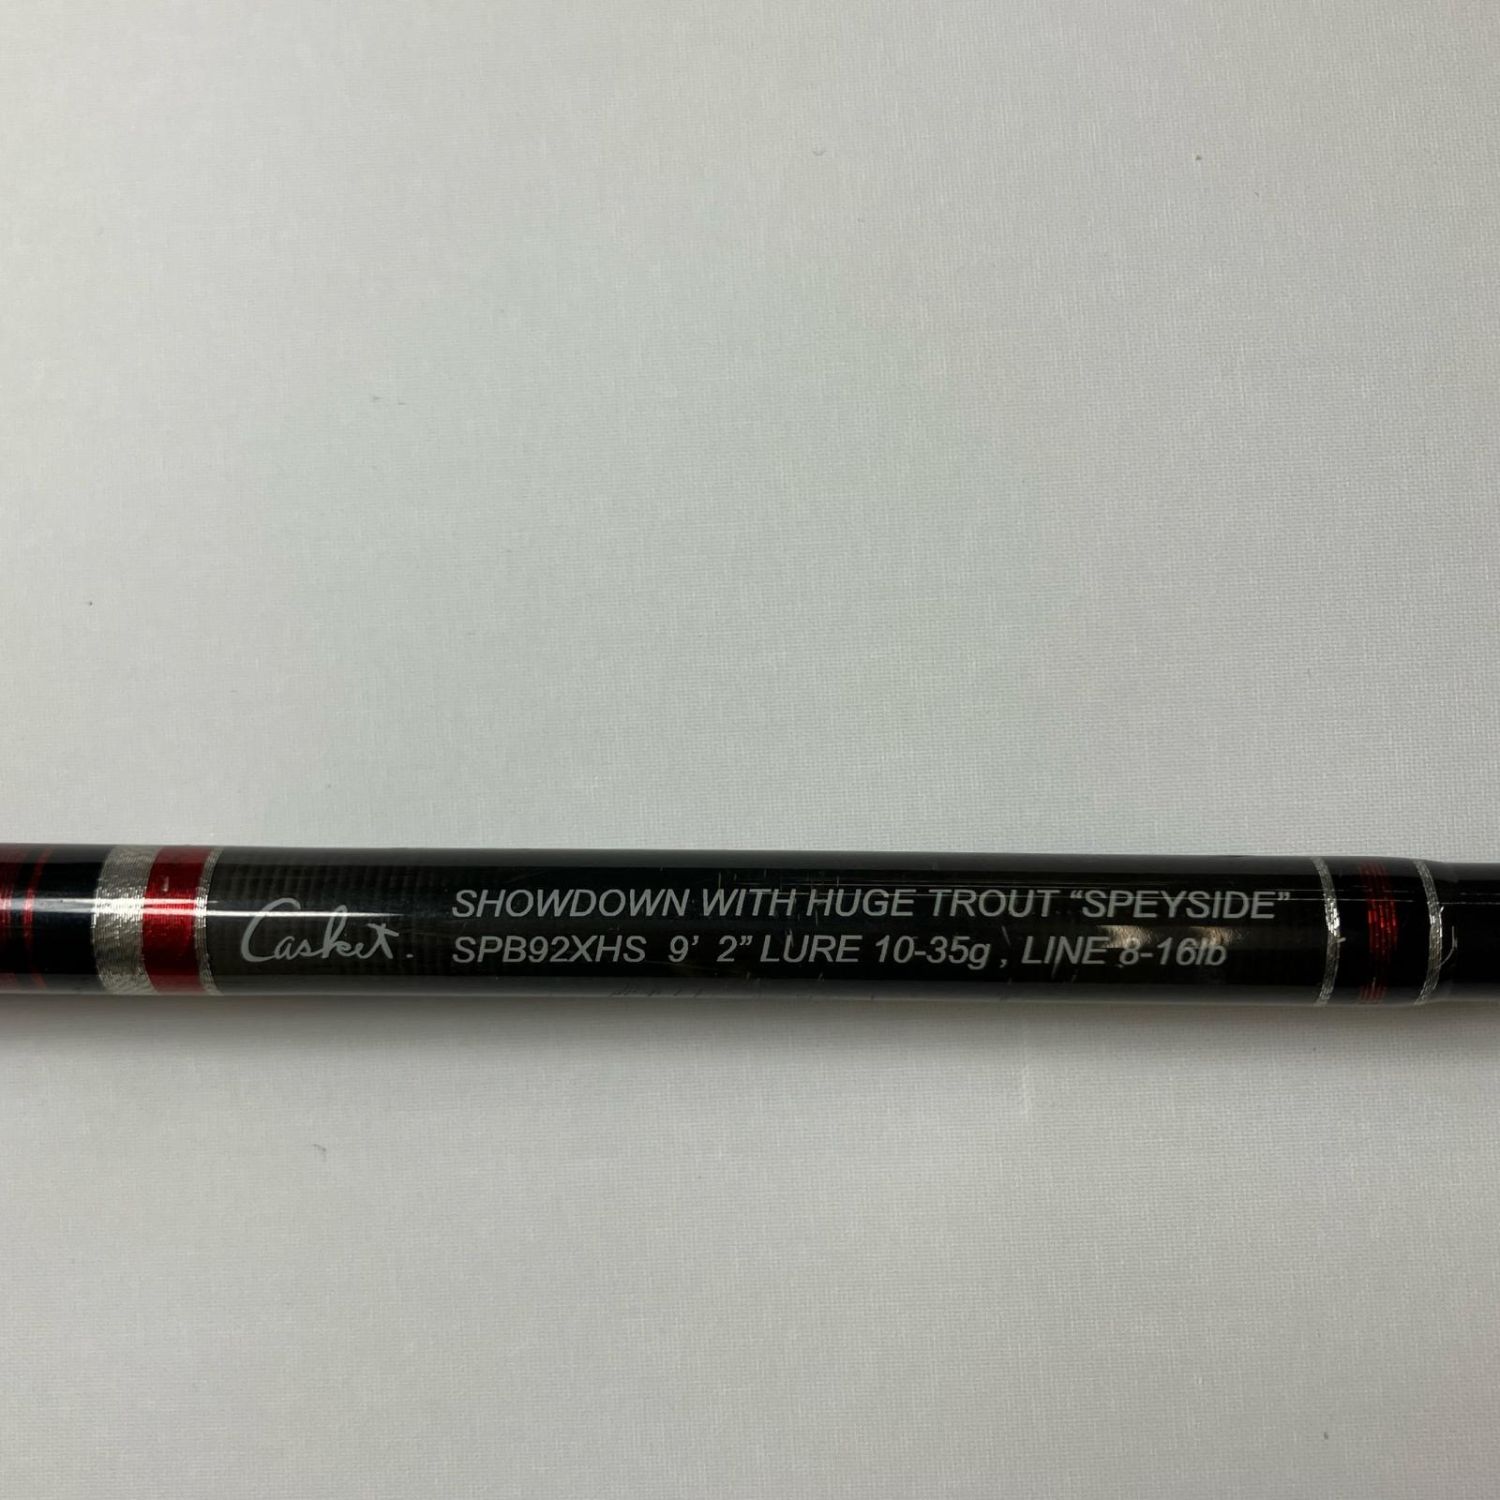 Casket.
SHOWDOWN WITH HUGE TROUT “SPEYSIDE”
SPB92XHS 9’ 2” LURE 10-35g , LINE 8-16lb